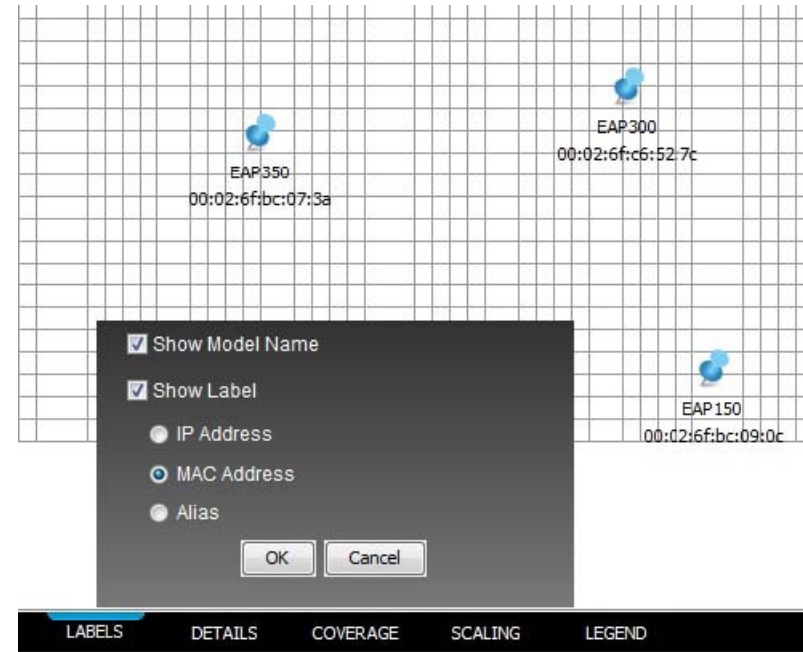 EAP300
00:02:6f:c6:52:7c
EAP350
00:02:6f:bc:07:3a
Show Model Name
Show Label
IP Address
MAC Address
Alias
OK Cancel
EAP150
00:02:6f:bc:09:0c
LABELS DETAILS COVERAGE SCALING LEGEND